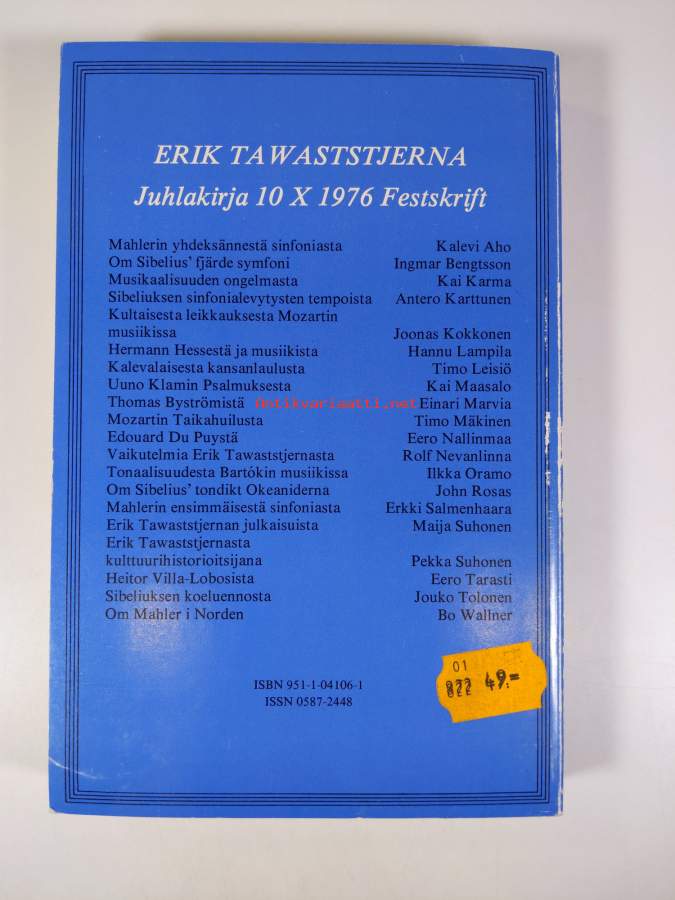 ERIK TAWASTSTJERNA
Juhlakirja 10 X 1976 Festskrift
Mahlerin yhdeksännestä sinfoniasta Kalevi Aho
Om Sibelius' fjärde symfoni Ingmar Bengtsson
Musikaalisuuden ongelmasta Kai Karma
Sibeliuksen sinfonialevytysten tempoista Antero Karttunen
Kultaisesta leikkauksesta Mozartin
musiikissa Joonas Kokkonen
Hermann Hessestä ja musiikista Hannu Lampila
Kalevalaisesta kansanlaulusta Timo Leisiö
Uuno Klamin Psalmuksesta Kai Maasalo
Thomas Byströmistä antikvariaatti.net Einari Marvia
Mozartin Taikahuilusta Timo Mäkinen
Edouard Du Puystä Eero Nallinmaa
Vaikutelmia Erik Tawaststjernasta Rolf Nevanlinna
Tonaalisuudesta Bartókin musiikissa Ilkka Oramo
Om Sibelius' tondikt Okeaniderna John Rosas
Mahlerin ensimmäisestä sinfoniasta Erkki Salmenhaara
Erik Tawaststjernan julkaisuista Maija Suhonen
Erik Tawaststjernasta
kulttuurihistorioitsijana Pekka Suhonen
Heitor Villa-Lobosista Eero Tarasti
Sibeliuksen koeluennosta Jouko Tolonen
Om Mahler i Norden Bo Wallner
ISBN 951-1-04106-1
ISSN 0587-2448
01
49:=